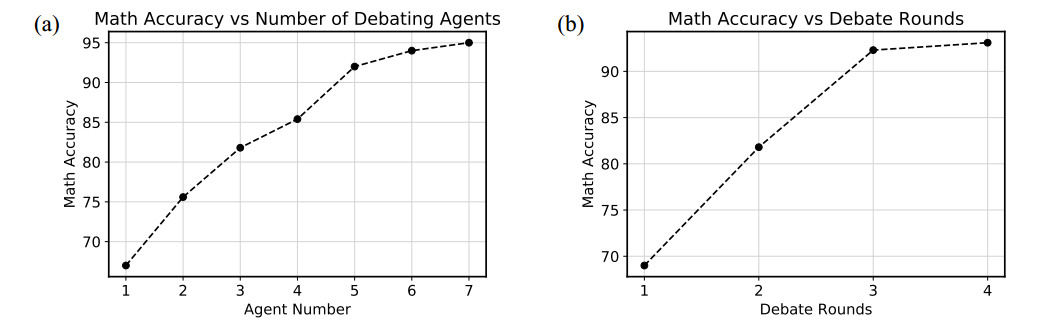 (a)
Math Accuracy vs Number of Debating Agents
95
90
85
80
75
70
Math Accuracy
1 2 3 4 5 6 7
Agent Number
(b)
Math Accuracy vs Debate Rounds
90
85
80
75
70
Math Accuracy
1 2 3 4
Debate Rounds